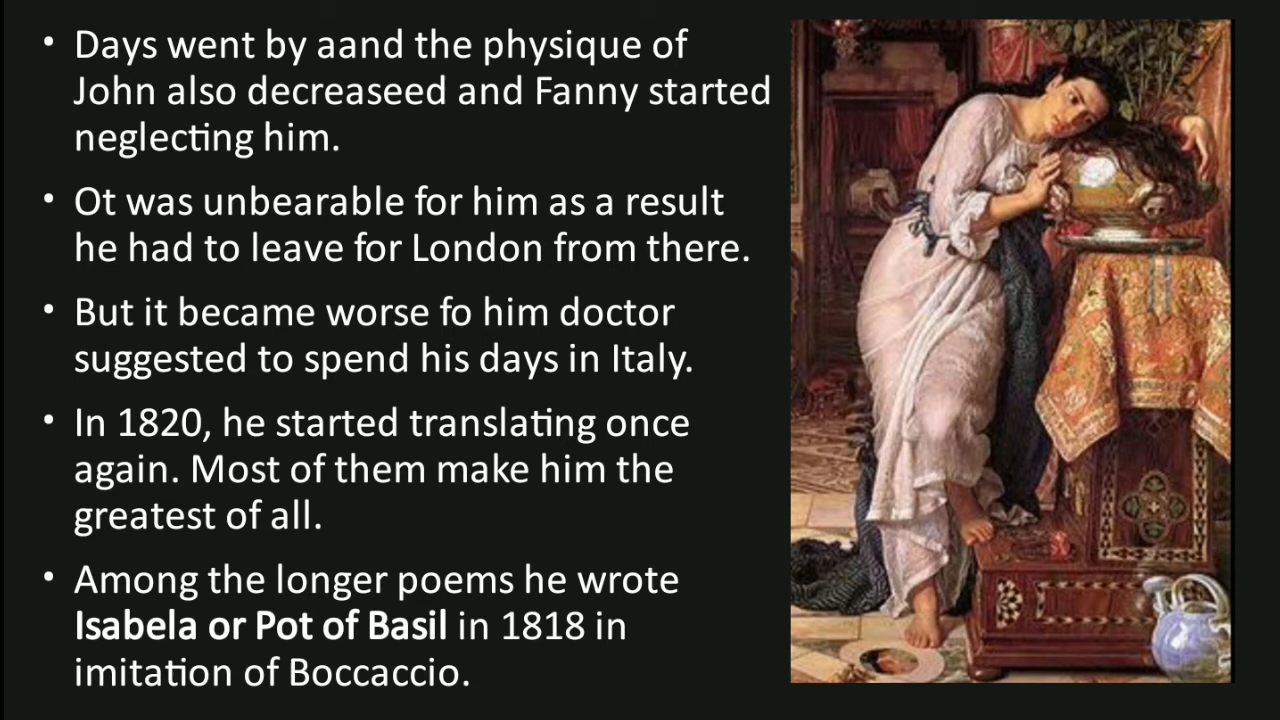 • Days went by aand the physique of
John also decreaseed and Fanny started
neglecting him.
• Ot was unbearable for him as a result
he had to leave for London from there.
• But it became worse fo him doctor
suggested to spend his days in Italy.
• In 1820, he started translating once
again. Most of them make him the
greatest of all.
• Among the longer poems he wrote
Isabela or Pot of Basil in 1818 in
imitation of Boccaccio.